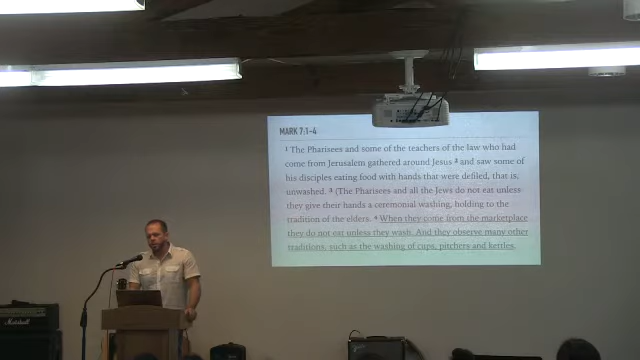 MARK 7:1-4
1 The Pharisees and some of the teachers of the law who had
come from Jerusalem gathered around Jesus 2 and saw some of
his disciples eating food with hands that were defiled, that is,
unwashed. 3 (The Pharisees and all the Jews do not eat unless
they give their hands a ceremonial washing, holding to the
tradition of the elders. 4 When they come from the marketplace
they do not eat unless they wash. And they observe many other
traditions, such as the washing of cups, pitchers and kettles.
Marshall